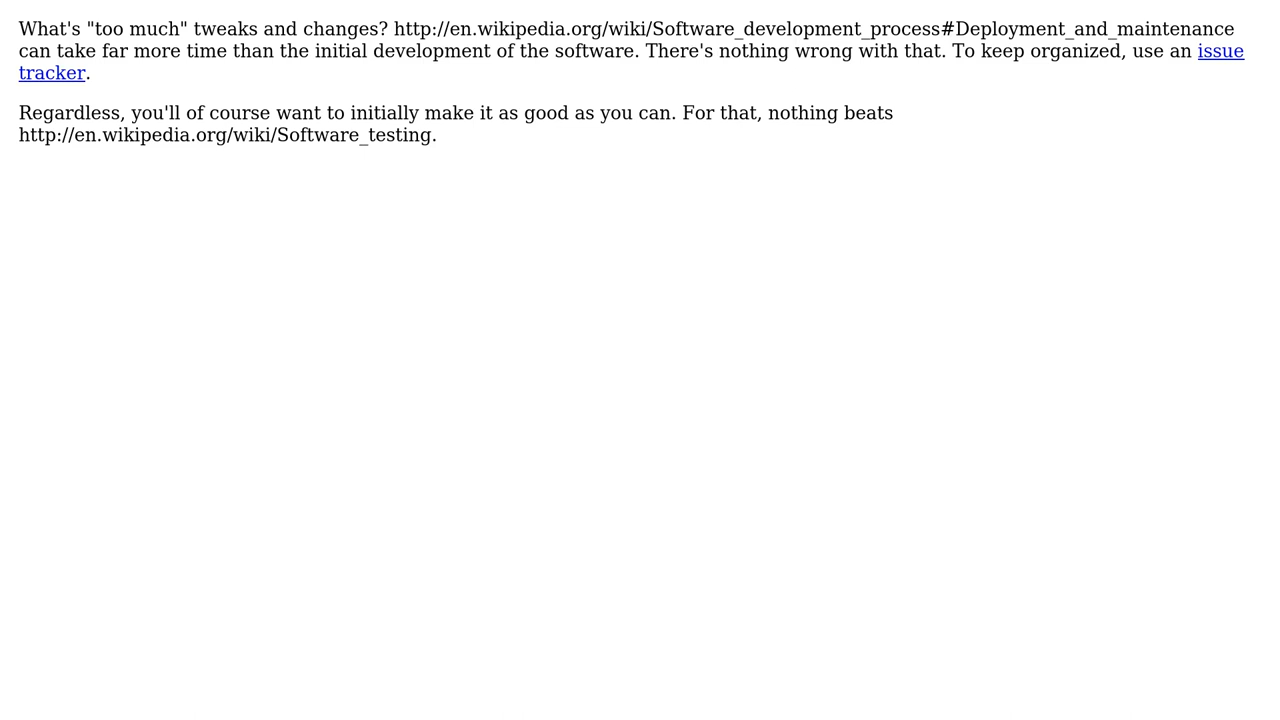 What's "too much" tweaks and changes? http://en.wikipedia.org/wiki/Software_development_process#Deployment_and_maintenance
can take far more time than the initial development of the software. There's nothing wrong with that. To keep organized, use an issue
tracker.
Regardless, you'll of course want to initially make it as good as you can. For that, nothing beats
http://en.wikipedia.org/wiki/Software_testing.